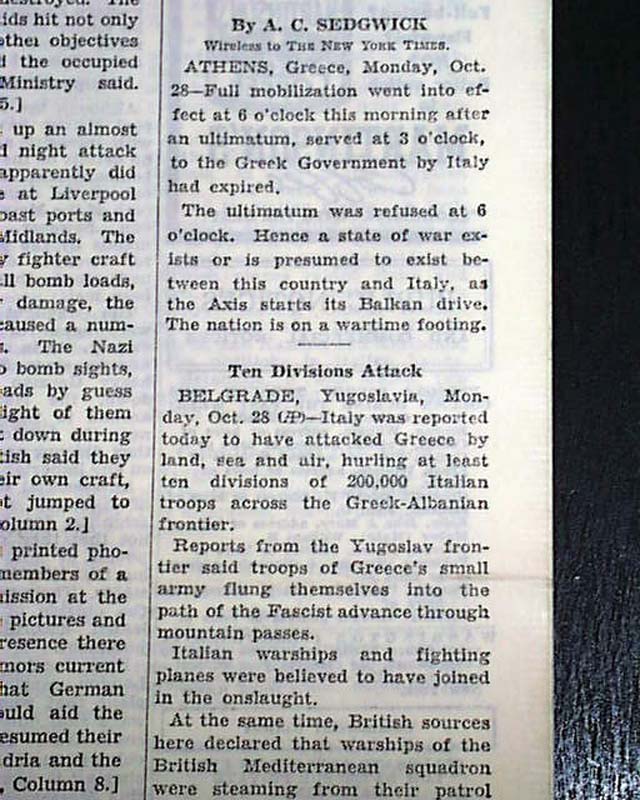 destroyed. The
ids hit not only
other objectives
d the occupied
Ministry said.
5.]
up an almost
d night attack
apparently did
e at Liverpool
oast ports and
Midlands. The
y fighter craft
ll bomb loads,
r damage, the
caused a num-
s. The Nazi
o bomb sights,
ads by guess
ight of them
t down during
tish said they
eir own craft,
t jumped to
olumn 2.]
printed pho-
members of a
ission at the
pictures and
resence there
mors current
hat German
ould aid the
esumed their
dria and the
, Column 8.]
By A. C. SEDGWICK
Wireless to THE NEW YORK TIMES.
ATHENS, Greece, Monday, Oct.
28—Full mobilization went into ef-
fect at 6 o'clock this morning after
an ultimatum, served at 3 o'clock,
to the Greek Government by Italy
had expired.
The ultimatum was refused at 6
o'clock. Hence a state of war ex-
ists or is presumed to exist be-
tween this country and Italy, as
the Axis starts its Balkan drive.
The nation is on a wartime footing.
Ten Divisions Attack
BELGRADE, Yugoslavia, Mon-
day, Oct. 28 (AP)—Italy was reported
today to have attacked Greece by
land, sea and air, hurling at least
ten divisions of 200,000 Italian
troops across the Greek-Albanian
frontier.
Reports from the Yugoslav fron-
tier said troops of Greece's small
army flung themselves into the
path of the Fascist advance through
mountain passes.
Italian warships and fighting
planes were believed to have joined
in the onslaught.
At the same time, British sources
here declared that warships of the
British Mediterranean squadron
were steaming from their patrol